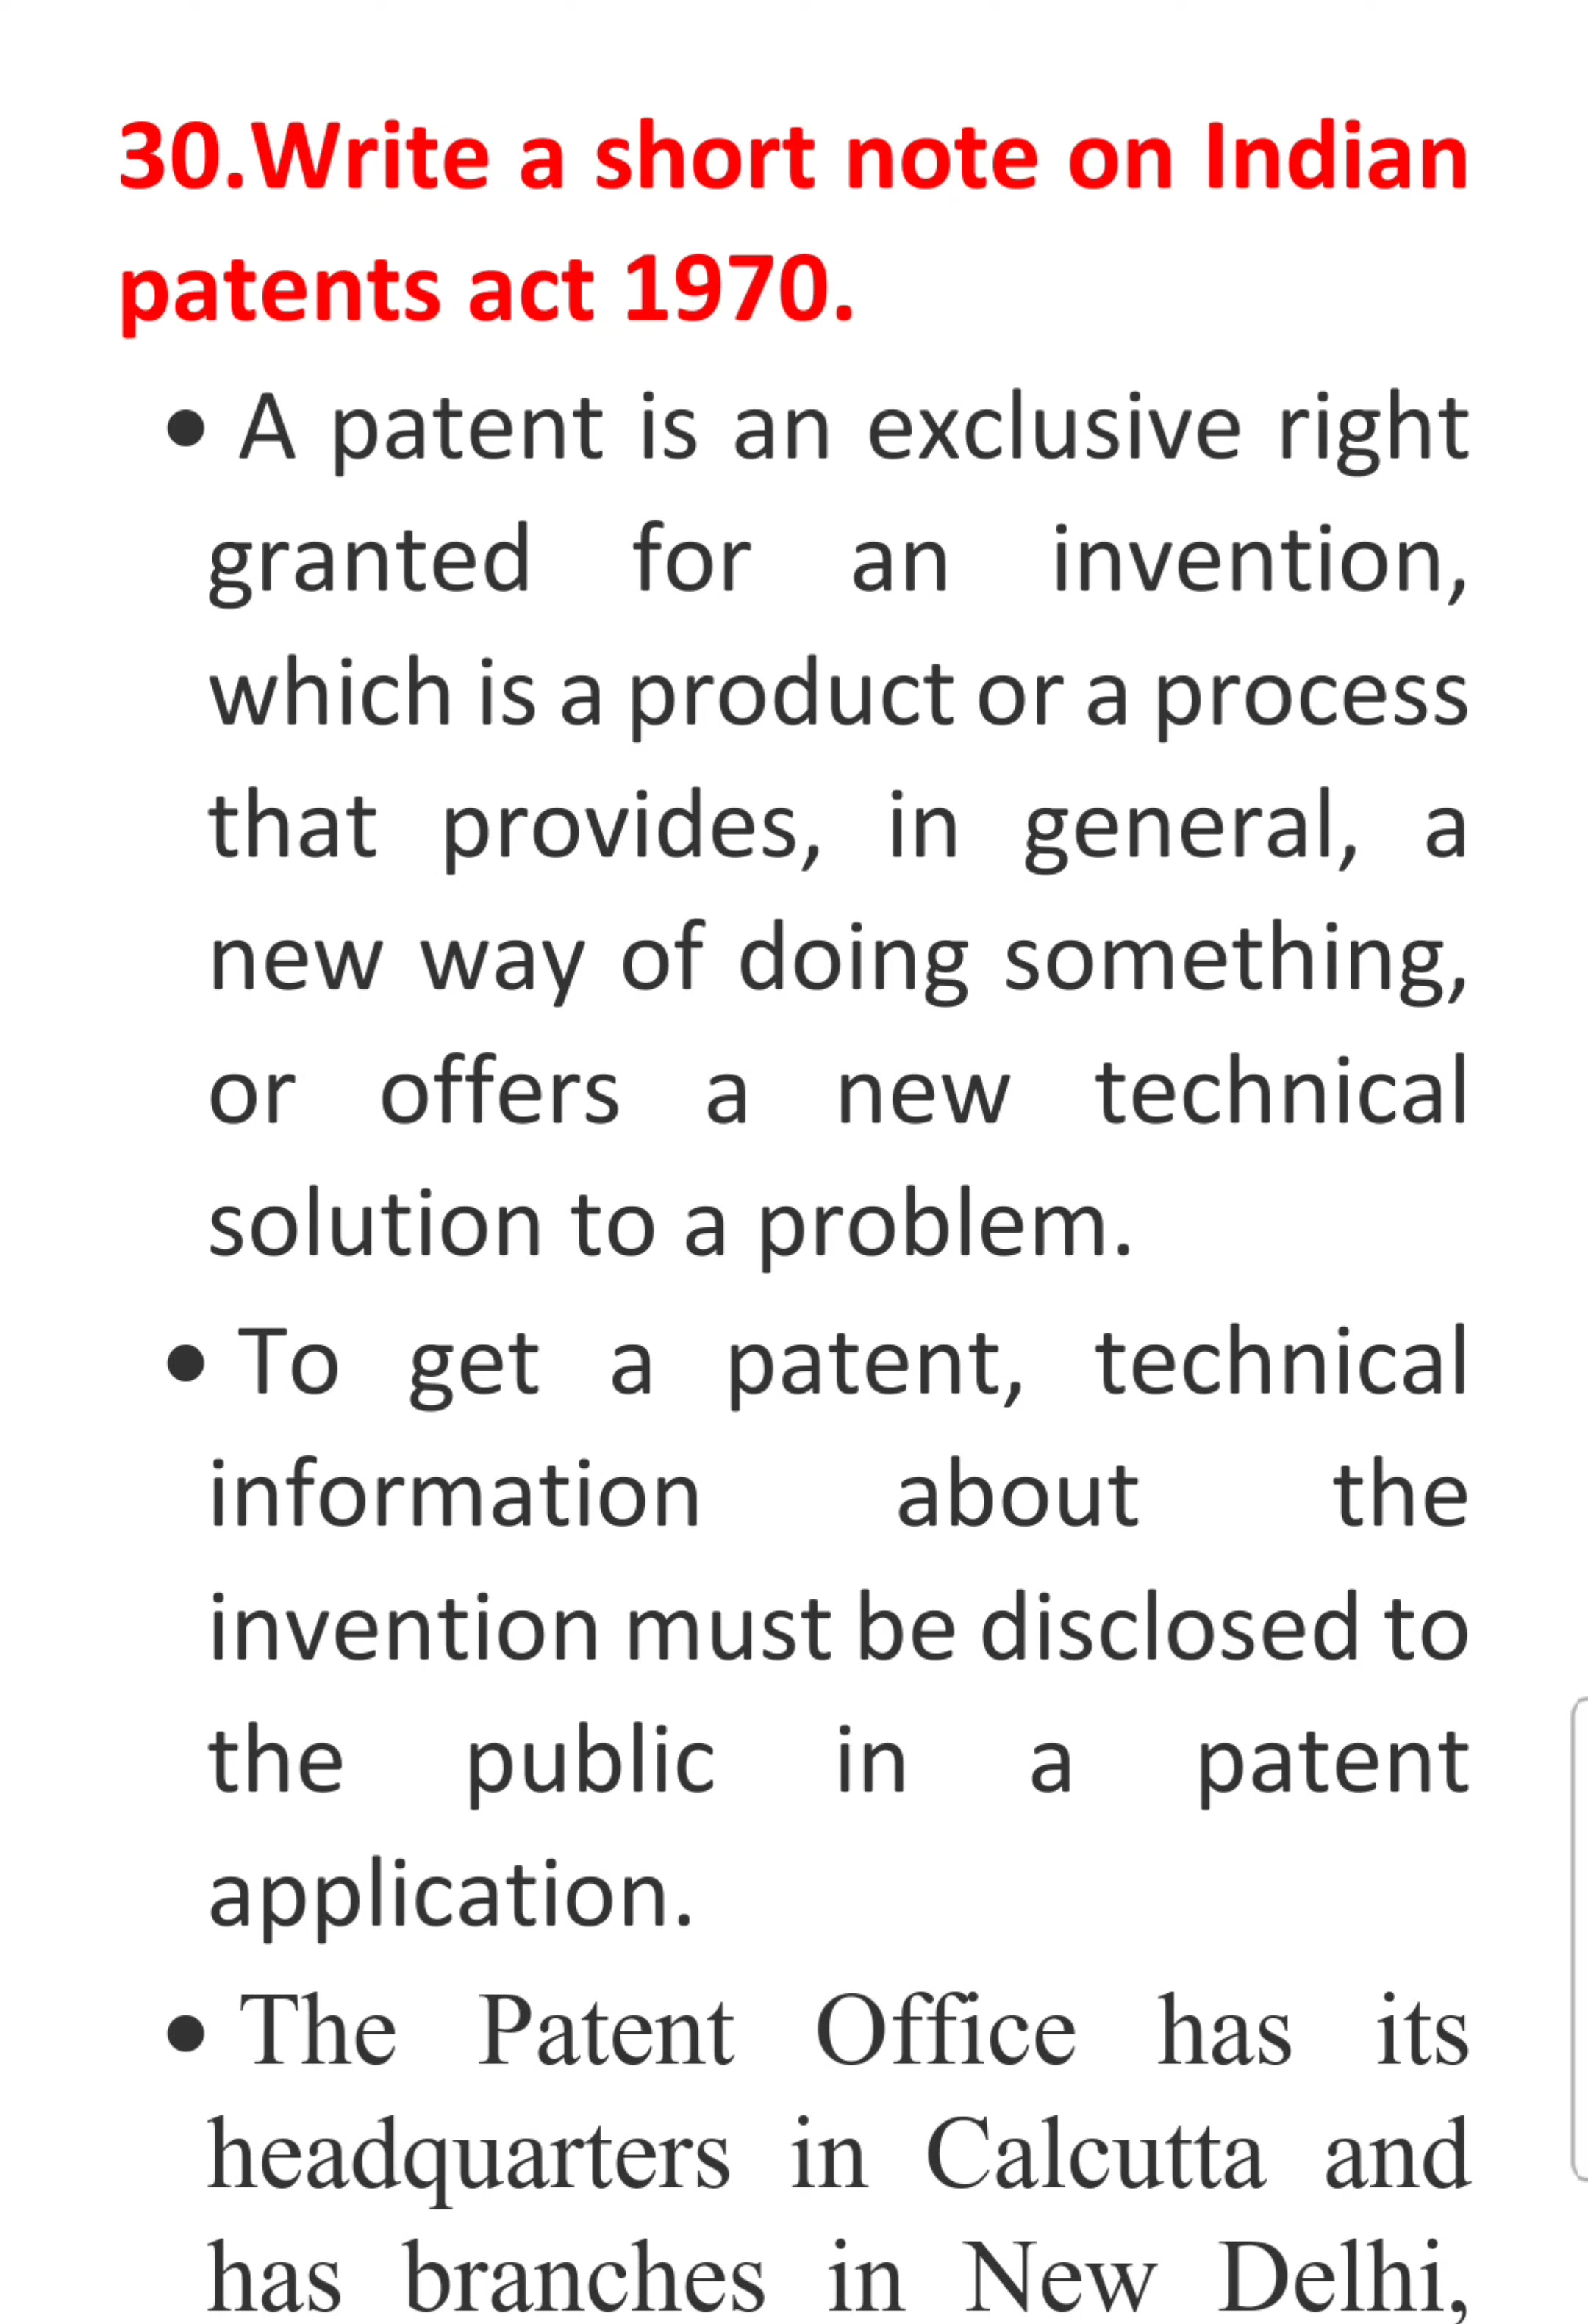 30.Write a short note on Indian
patents act 1970.
• A patent is an exclusive right
granted for an invention,
which is a product or a process
that provides, in general, a
new way of doing something,
or offers a new technical
solution to a problem.
• To get a patent, technical
information about the
invention must be disclosed to
the public in a patent
application.
• The Patent Office has its
headquarters in Calcutta and
has branches in New Delhi,